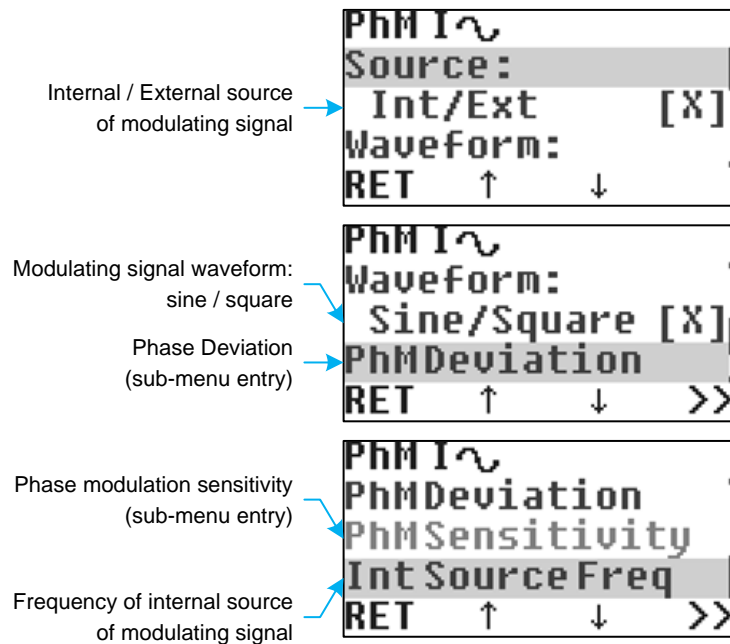 PhM I
Source:
Internal / External source
of modulating signal
Int/Ext [X]
Waveform:
RET ↑ ↓
PhM I
Modulating signal waveform:
sine / square
Waveform:
Sine/Square [X]
Phase Deviation
(sub-menu entry)
PhMDeviation
RET ↑ ↓ >>
PhM I
PhMDeviation
Phase modulation sensitivity
(sub-menu entry)
PhMSensitivity
Int Source Freq
Frequency of internal source
of modulating signal
RET ↑ ↓ >>